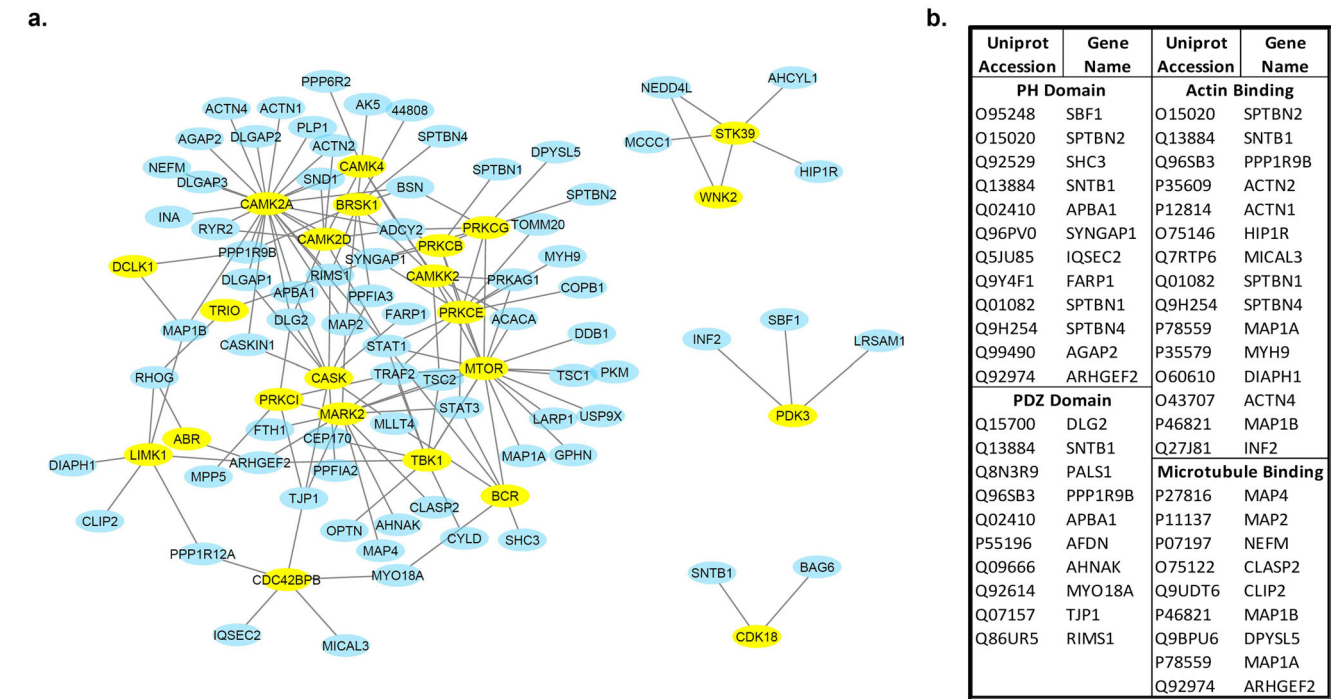 a.
b.
PPP6R2
ACTN4
ACTN1
AK5
44808
AGAP2
DLGAP2
PLP1
ACTN2
SPTBN4
NEFM
DLGAP3
SND1
CAMK4
DPYSL5
SPTBN1
BSN
SPTBN2
INA
CAMK2A
BRSK1
RYR2
CAMK2D
ADCY2
PRKCG
TOMM20
PPP1R9B
SYNGAP1
PRKCB
MYH9
DCLK1
DLGAP1
RIMS1
CAMKK2
PRKAG1
COPB1
APBA1
PPFIA3
TRIO
DLG2
MAP2
FARP1
PRKCE
ACACA
MAP1B
CASKIN1
STAT1
DDB1
RHOG
CASK
TRAF2
TSC2
MTOR
TSC1
PKM
PRKCI
MARK2
STAT3
LARP1
USP9X
FTH1
CEP170
MLLT4
ABR
LIMK1
ARHGEF2
PPFIA2
TBK1
MAP1A
GPHN
DIAPH1
MPP5
TJP1
CLASP2
BCR
CLIP2
OPTN
AHNAK
CYLD
SHC3
PPP1R12A
MAP4
CDC42BPB
MYO18A
IQSEC2
MICAL3
NEDD4L
AHCYL1
MCCC1
STK39
HIP1R
WNK2
INF2
SBF1
LRSAM1
PDK3
SNTB1
BAG6
CDK18
Uniprot Gene Uniprot Gene
Accession Name Accession Name
PH Domain Actin Binding
O95248 SBF1 O15020 SPTBN2
O15020 SPTBN2 Q13884 SNTB1
Q92529 SHC3 Q96SB3 PPP1R9B
Q13884 SNTB1 P35609 ACTN2
Q02410 APBA1 P12814 ACTN1
Q96PV0 SYNGAP1 O75146 HIP1R
Q5JU85 IQSEC2 Q7RTP6 MICAL3
Q9Y4F1 FARP1 Q01082 SPTBN1
Q01082 SPTBN1 Q9H254 SPTBN4
Q9H254 SPTBN4 P78559 MAP1A
Q99490 AGAP2 P35579 MYH9
Q92974 ARHGEF2 O60610 DIAPH1
PDZ Domain O43707 ACTN4
Q15700 DLG2 P46821 MAP1B
Q13884 SNTB1 Q27J81 INF2
Q8N3R9 PALS1 Microtubule Binding
Q96SB3 PPP1R9B P27816 MAP4
Q02410 APBA1 P11137 MAP2
P55196 AFDN P07197 NEFM
Q09666 AHNAK O75122 CLASP2
Q92614 MYO18A Q9UDT6 CLIP2
Q07157 TJP1 P46821 MAP1B
Q86UR5 RIMS1 Q9BPU6 DPYSL5
P78559 MAP1A
Q92974 ARHGEF2